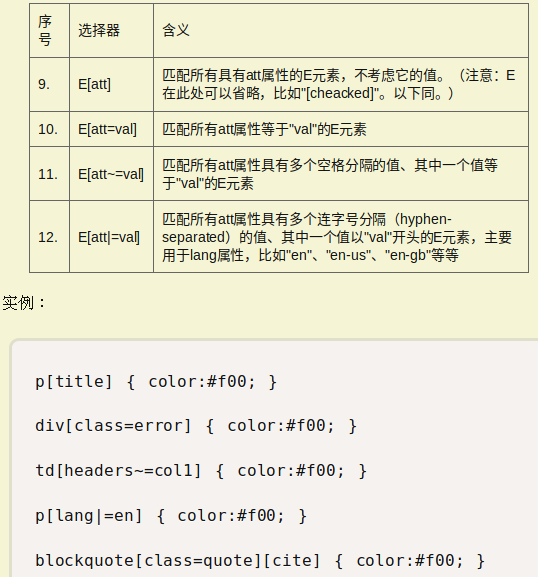 序
号
选择器
含义
9.
E[att]
匹配所有具有att属性的E元素，不考虑它的值。（注意：E
在此处可以省略，比如"[cheacked]"。以下同。）
10.
E[att=val]
匹配所有att属性等于"val"的E元素
11.
E[att~=val]
匹配所有att属性具有多个空格分隔的值、其中一个值等
于"val"的E元素
12.
E[att|=val]
匹配所有att属性具有多个连字号分隔（hyphen-
separated）的值、其中一个值以"val"开头的E元素，主要
用于lang属性，比如"en"、"en-us"、"en-gb"等等
实例：
p[title] { color:#f00; }
div[class=error] { color:#f00; }
td[headers~=col1] { color:#f00; }
p[lang|=en] { color:#f00; }
blockquote[class=quote][cite] { color:#f00; }